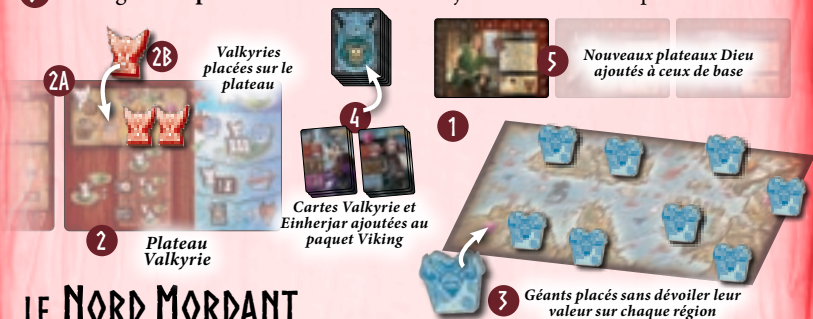 2B
Valkyries
placées sur le
plateau
2A
5
Nouveaux plateaux Dieu
ajoutés à ceux de base
4
1
Cartes Valkyrie et
Einherjar ajoutées au
paquet Viking
2
Plateau
Valkyrie
3
Géants placés sans dévoiler leur
valeur sur chaque région
LE NORD MORDANT